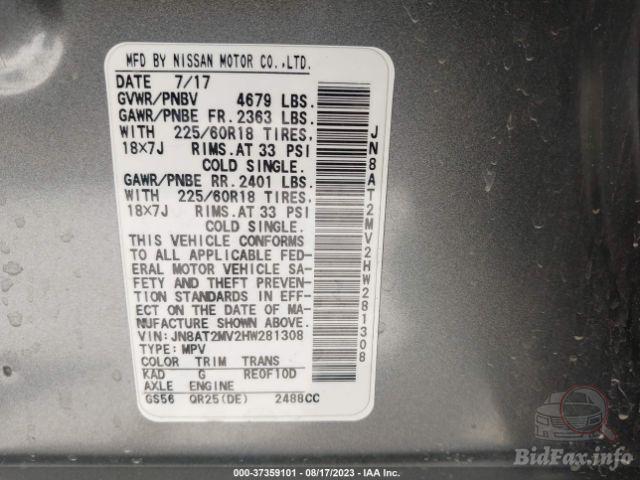 MFD BY NISSAN MOTOR CO.,LTD.
DATE 7/17
GVWR/PNBV 4679 LBS.
GAWR/PNBE FR. 2363 LBS.
WITH 225/60R18 TIRES,
18×7J RIMS.AT 33 PSI
COLD SINGLE.
GAWR/PNBE RR. 2401 LBS.
WITH 225/60R18 TIRES,
18×7J RIMS.AT 33 PSI
COLD SINGLE.
THIS VEHICLE CONFORMS
TO ALL APPLICABLE FED-
ERAL MOTOR VEHICLE SA-
FETY AND THEFT PREVEN-
TION STANDARDS IN EFF-
ECT ON THE DATE OF MA-
NUFACTURE SHOWN ABOVE.
VIN: JN8AT2MV2HW281308
TYPE: MPV
COLOR TRIM TRANS
KAD G RE0F10D
AXLE ENGINE
GS56 QR25(DE) 2488CC
JN8AT2MV2HW281308
000-37359101 - 08/17/2023 - IAA Inc.
BidFax.info